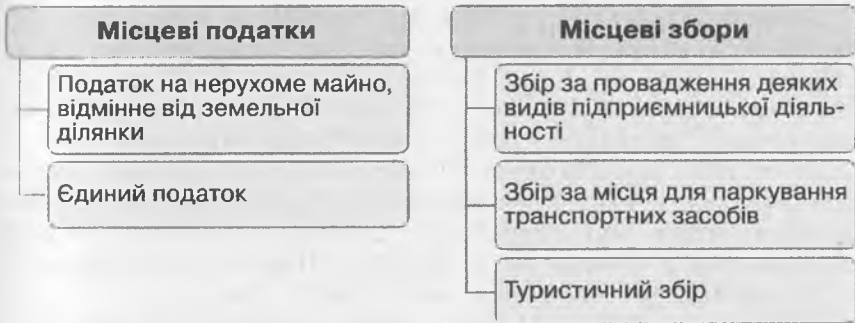 Місцеві податки
Податок на нерухоме майно,
відмінне від земельної
ділянки
Єдиний податок
Місцеві збори
Збір за провадження деяких
видів підприємницької діяль-
ності
Збір за місця для паркування
транспортних засобів
Туристичний збір